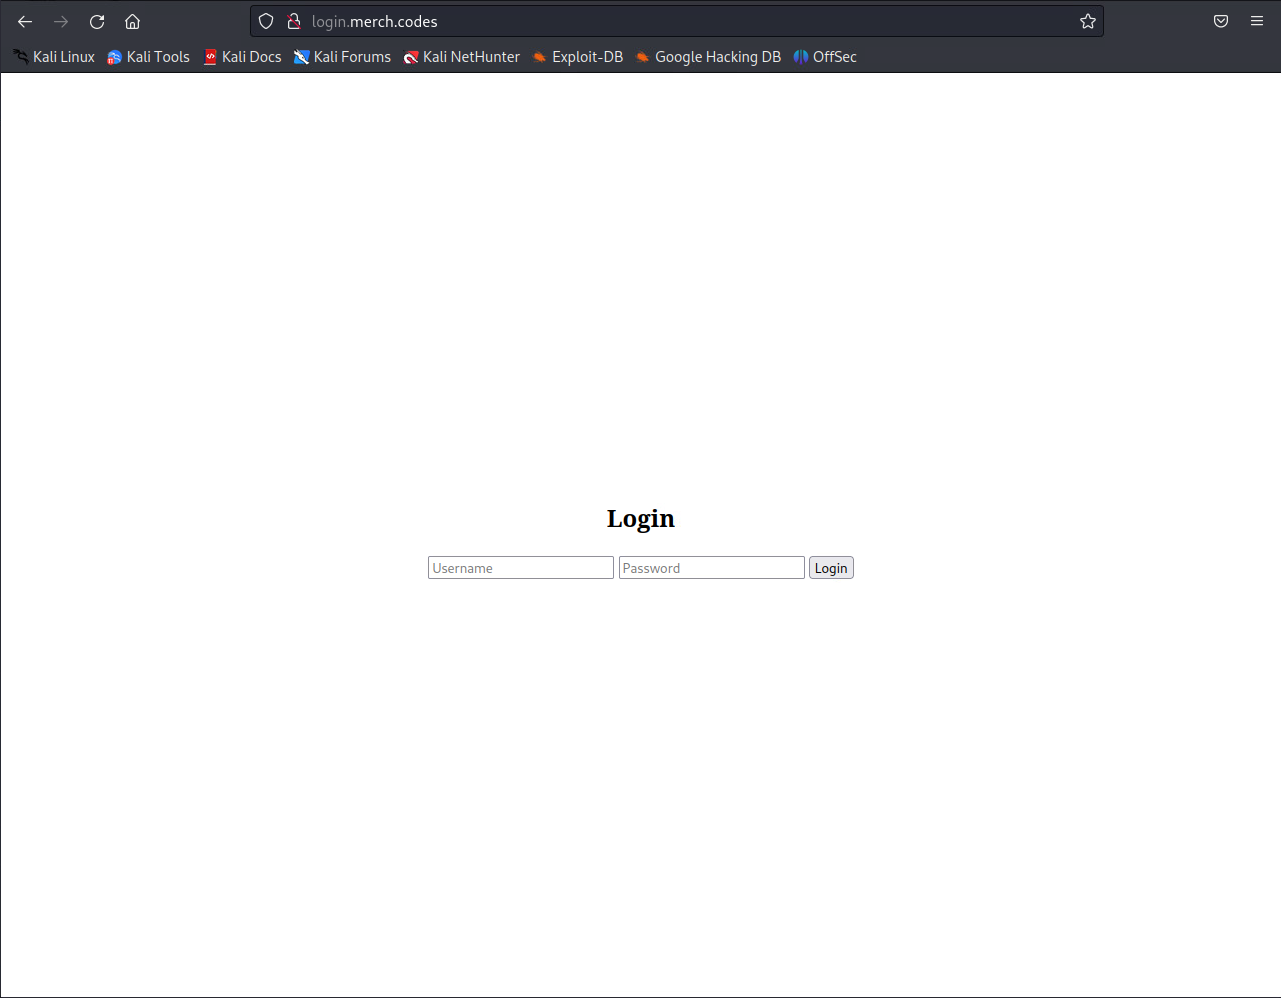 login.merch.codes
Kali Linux Kali Tools Kali Docs Kali Forums Kali NetHunter Exploit-DB Google Hacking DB OffSec
Login
Username Password Login